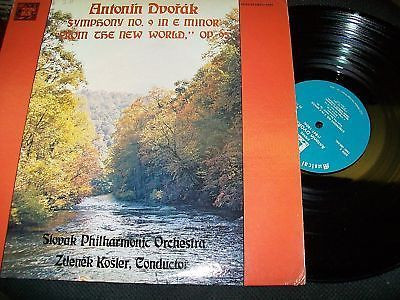 Antonín Dvořák
SYMPHONY NO. 9 IN E MINOR
"FROM THE NEW WORLD," OP. 95
Slovak Philharmonic Orchestra
Zdeněk Košler, Conductor
Musical